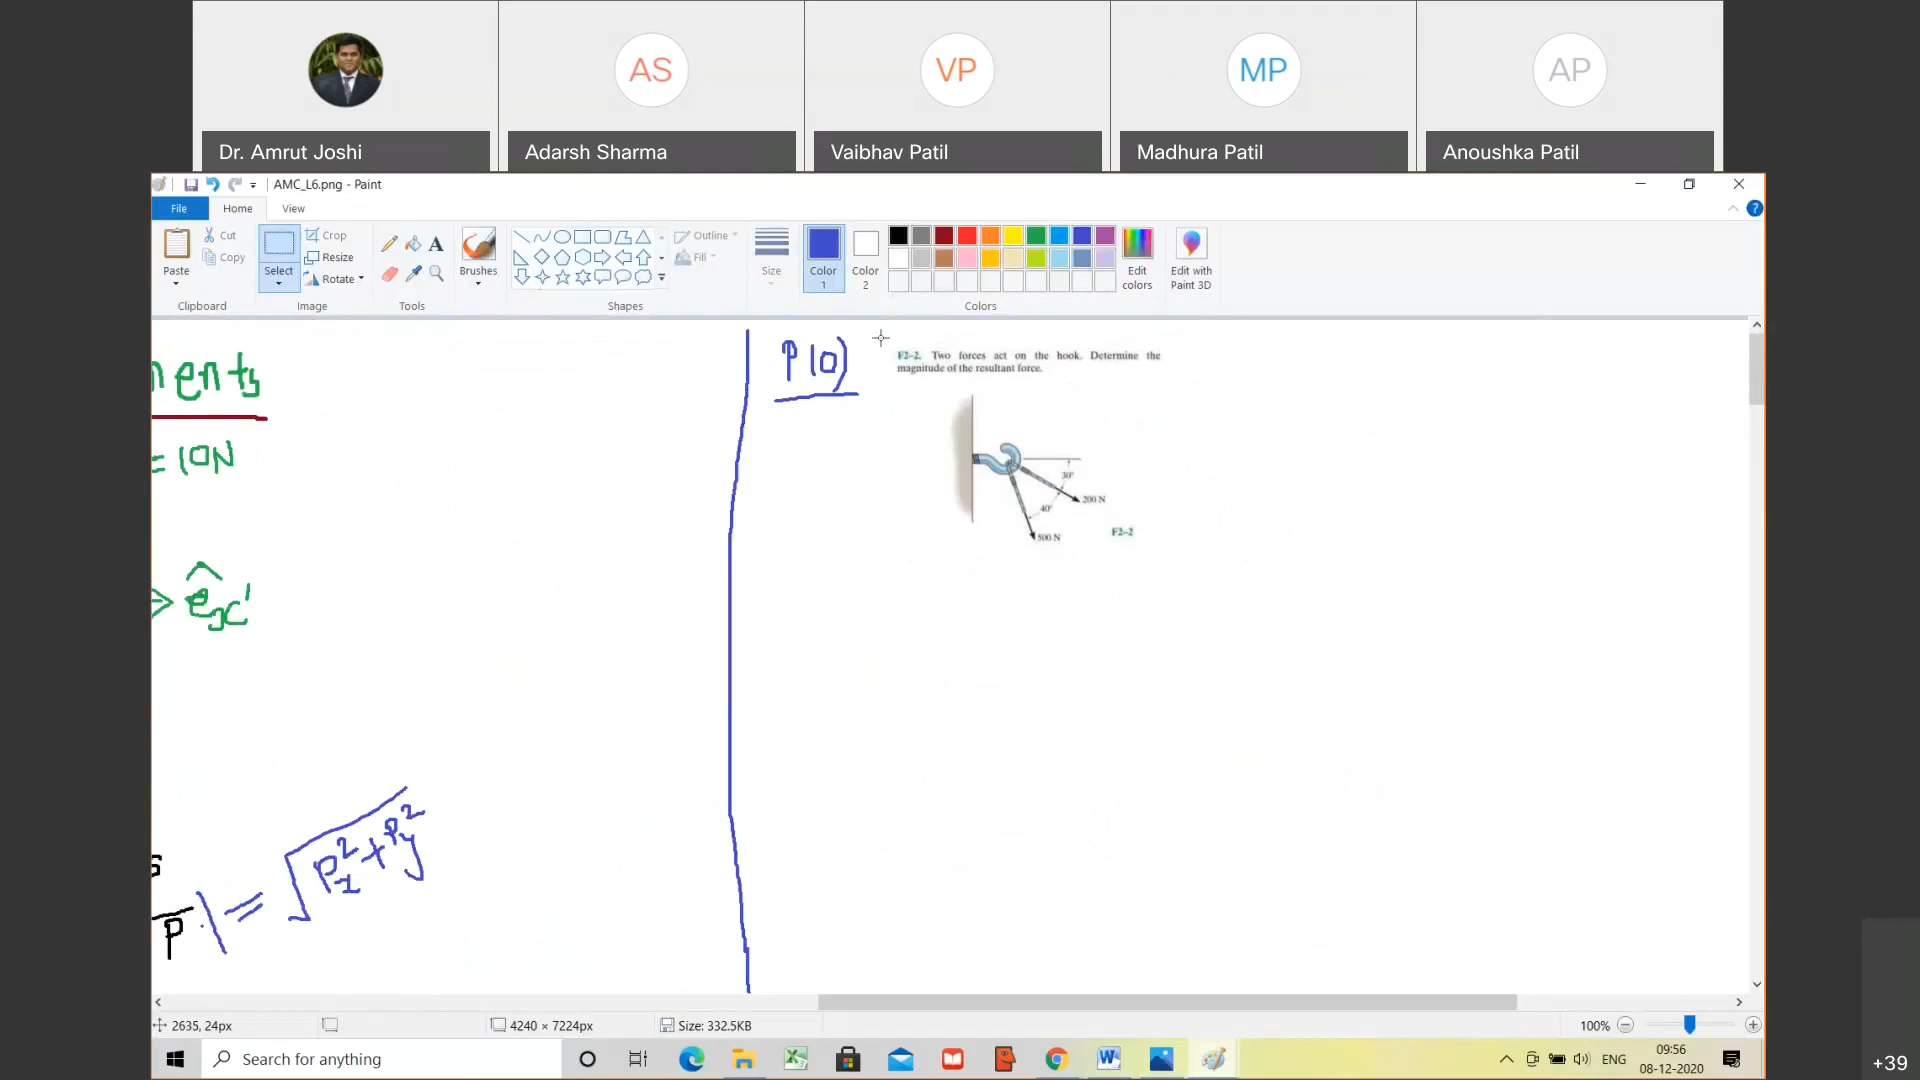 AS
VP
MP
AP
Dr. Amrut Joshi
Adarsh Sharma
Vaibhav Patil
Madhura Patil
Anoushka Patil
AMC_L6.png - Paint
File
Home
View
Paste
Cut
Copy
Clipboard
Select
Crop
Resize
Rotate
Image
A
Tools
Brushes
Outline
Fill
Shapes
Size
Color 1
Color 2
Edit colors
Edit with Paint 3D
Colors
nents
= 10N
P(0)
F2–2. Two forces act on the hook. Determine the
magnitude of the resultant force.
30°
200 N
40°
500 N
F2–2
P| = √Px² + Py²
2635, 24px
4240 × 7224px
Size: 332.5KB
100%
Search for anything
ENG
09:56
08-12-2020
+39